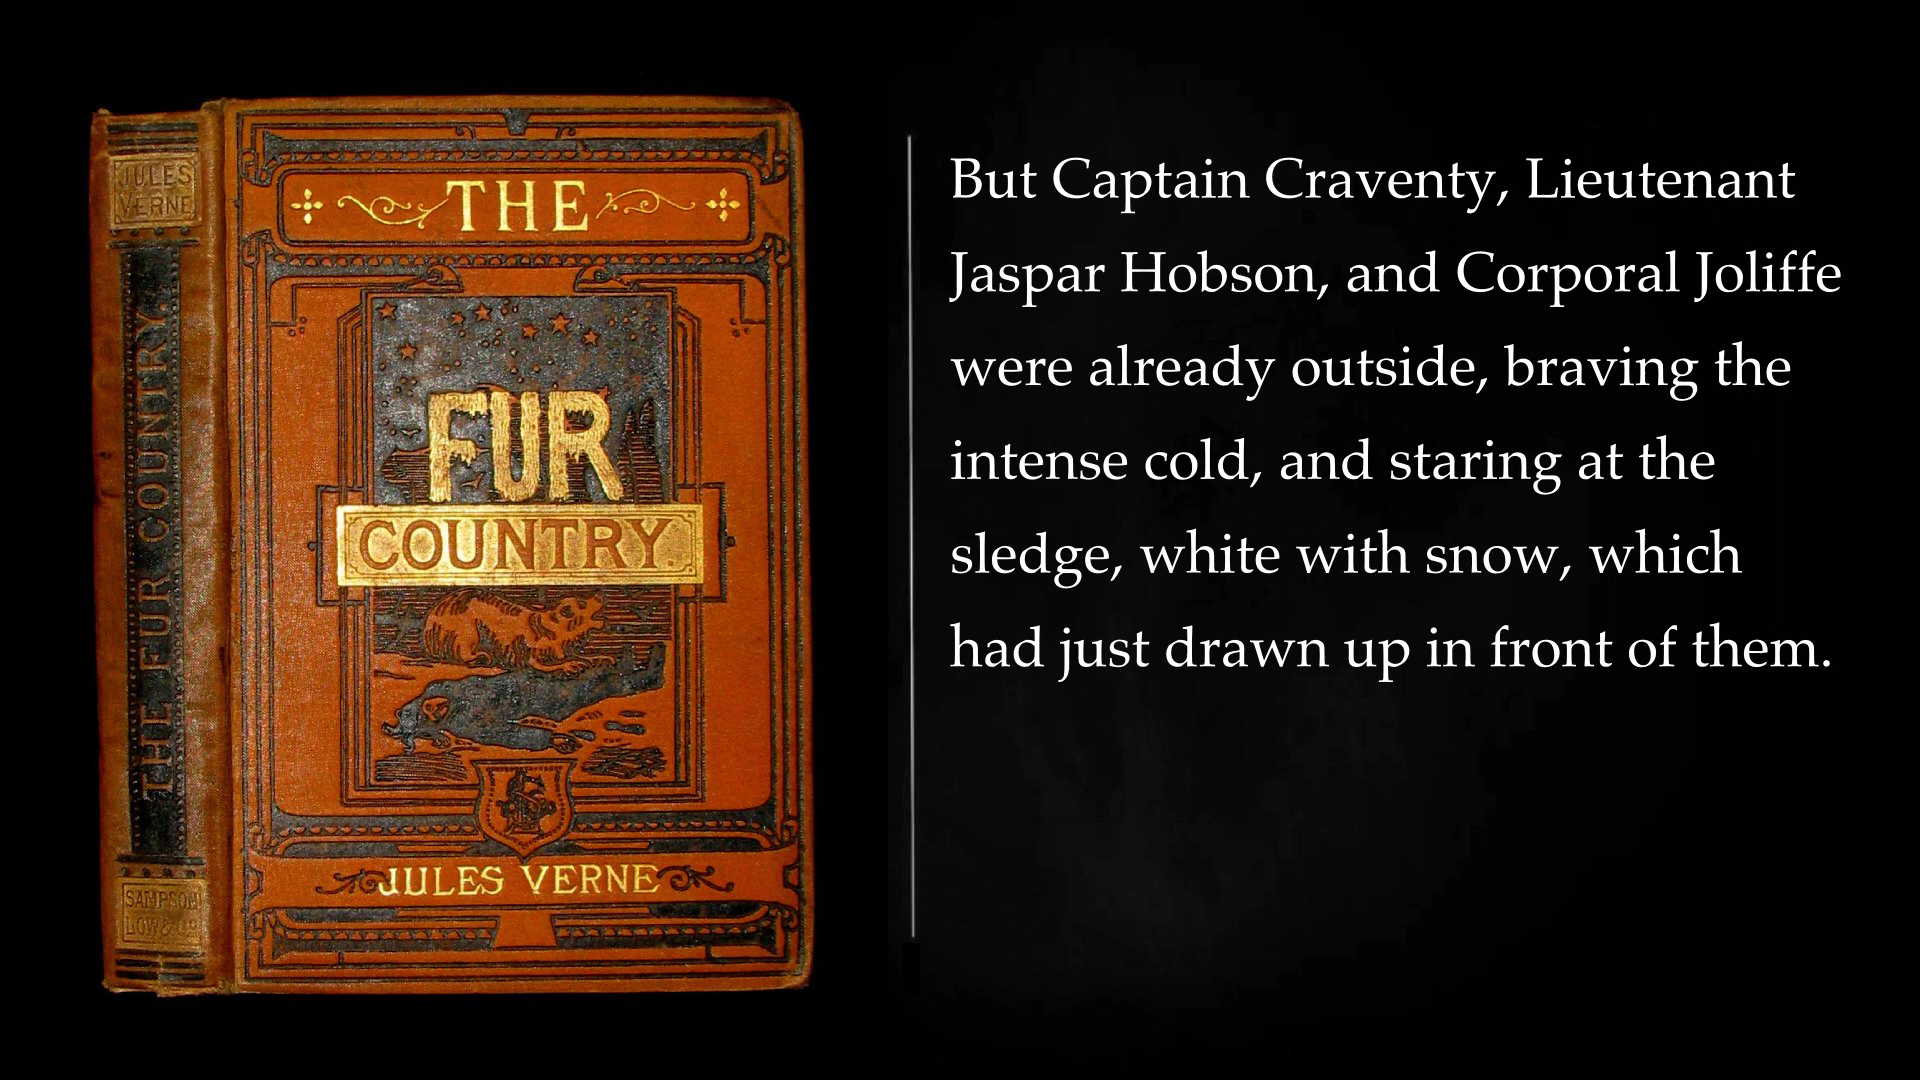 JULES
VERNE
THE FUR COUNTRY.
SAMPSON
LOW & Co
THE
FUR
COUNTRY.
JULES VERNE
But Captain Craventy, Lieutenant
Jaspar Hobson, and Corporal Joliffe
were already outside, braving the
intense cold, and staring at the
sledge, white with snow, which
had just drawn up in front of them.